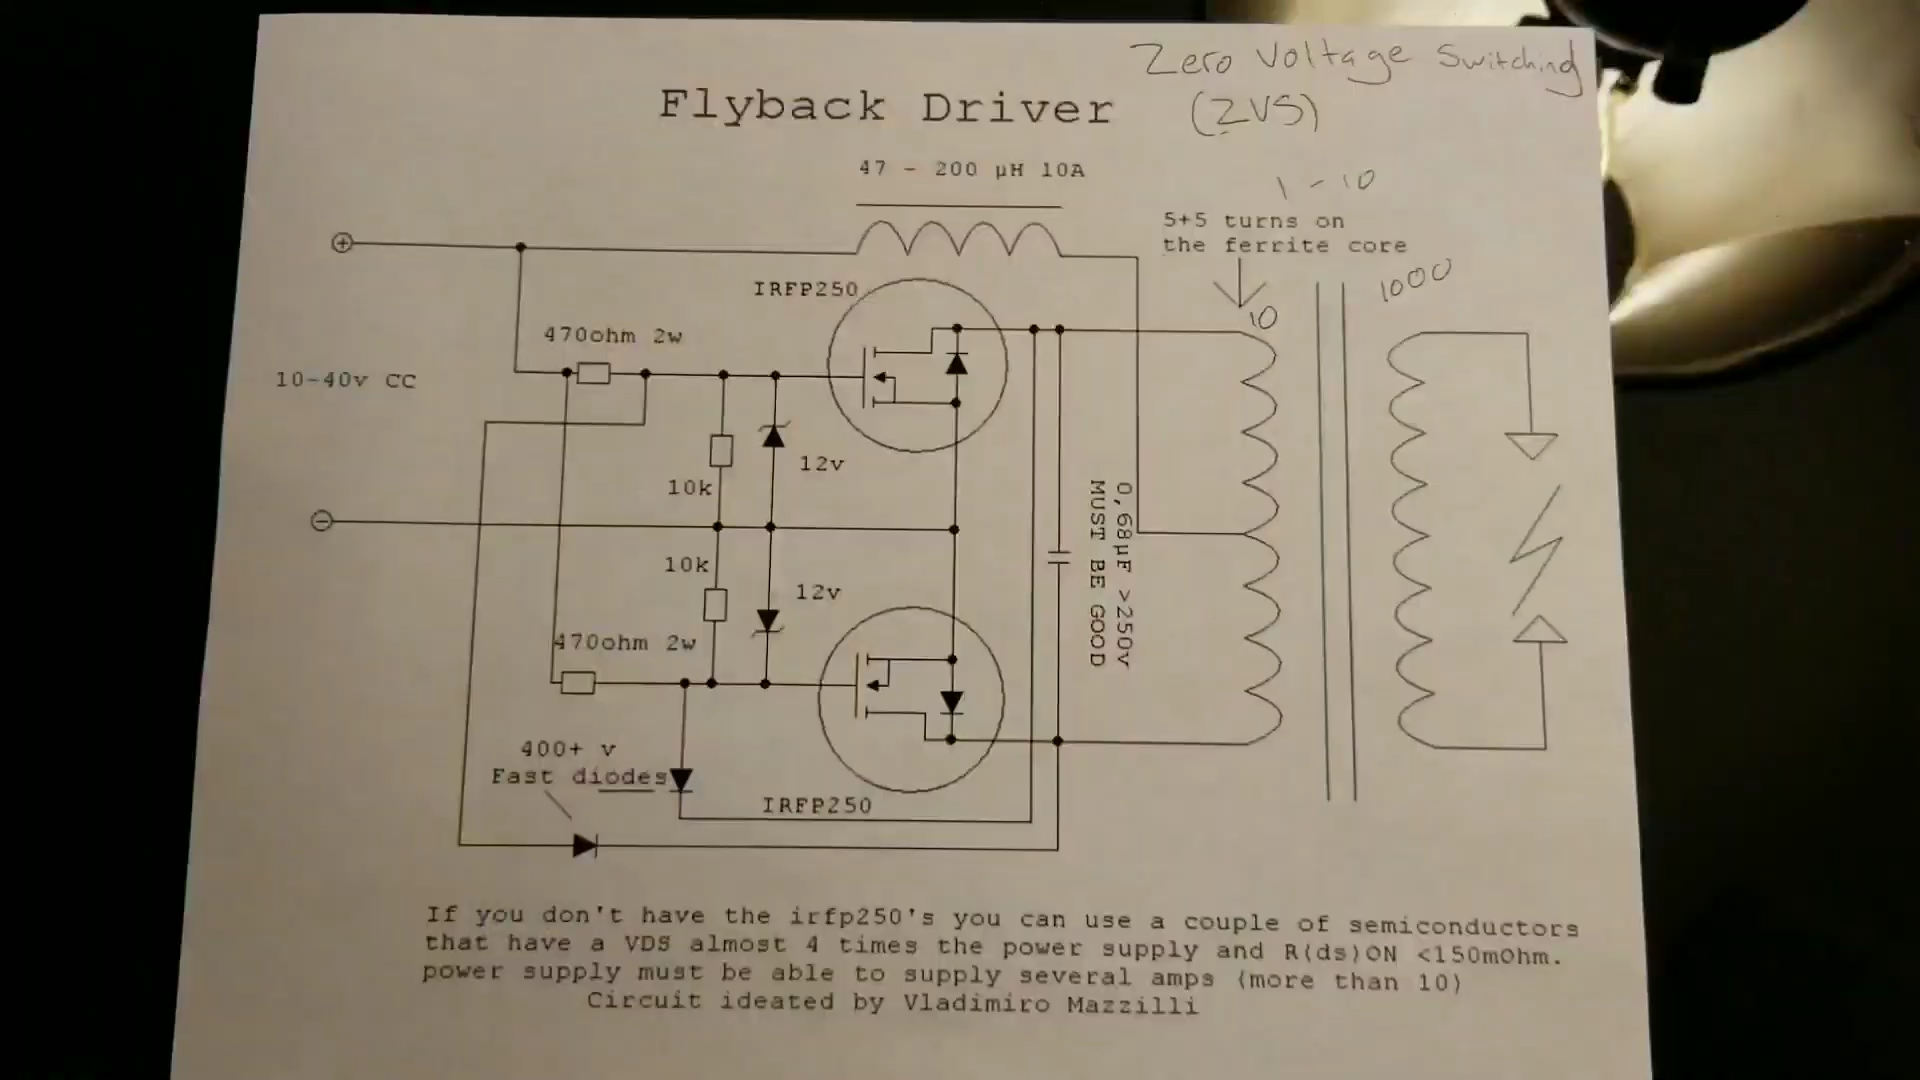 Zero Voltage Switching
(ZVS)
Flyback Driver
47 - 200 µH 10A
1-10
5+5 turns on
the ferrite core
1000
10
IRFP250
470ohm 2w
10-40v CC
12v
10k
0,68µF >250v
MUST BE GOOD
10k
12v
470ohm 2w
400+ v
Fast diodes
IRFP250
If you don't have the irfp250's you can use a couple of semiconductors
that have a VDS almost 4 times the power supply and R(ds)ON <150mOhm.
power supply must be able to supply several amps (more than 10)
Circuit ideated by Vladimiro Mazzilli